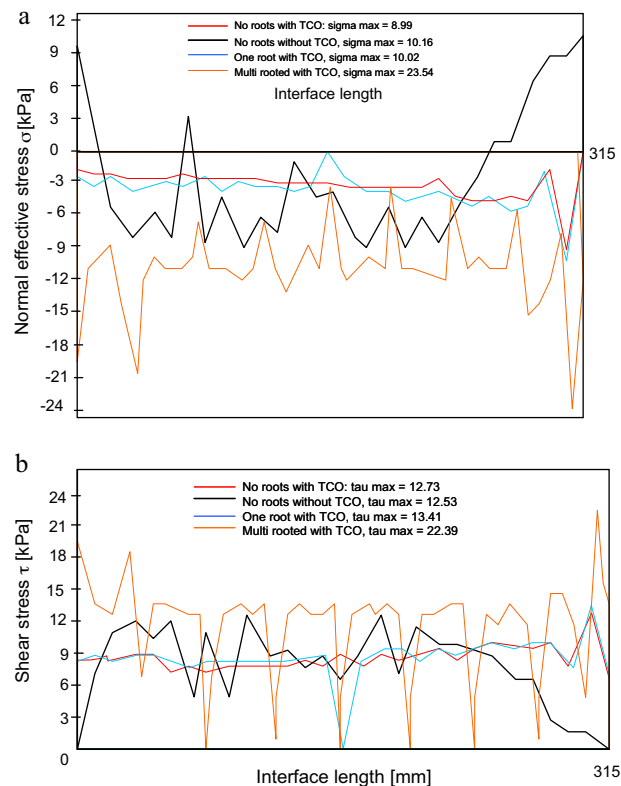 a
No roots with TCO: sigma max = 8.99
No roots without TCO, sigma max = 10.16
One root with TCO, sigma max = 10.02
Multi rooted with TCO, sigma max = 23.54
Interface length
Normal effective stress σ[kPa]
12
9
6
3
0
-3
-6
-9
-12
-15
-18
-21
-24
315
b
No roots with TCO: tau max = 12.73
No roots without TCO, tau max = 12.53
One root with TCO, tau max = 13.41
Multi rooted with TCO, tau max = 22.39
Shear stress τ [kPa]
24
21
18
15
12
9
6
3
0
Interface length [mm]
315